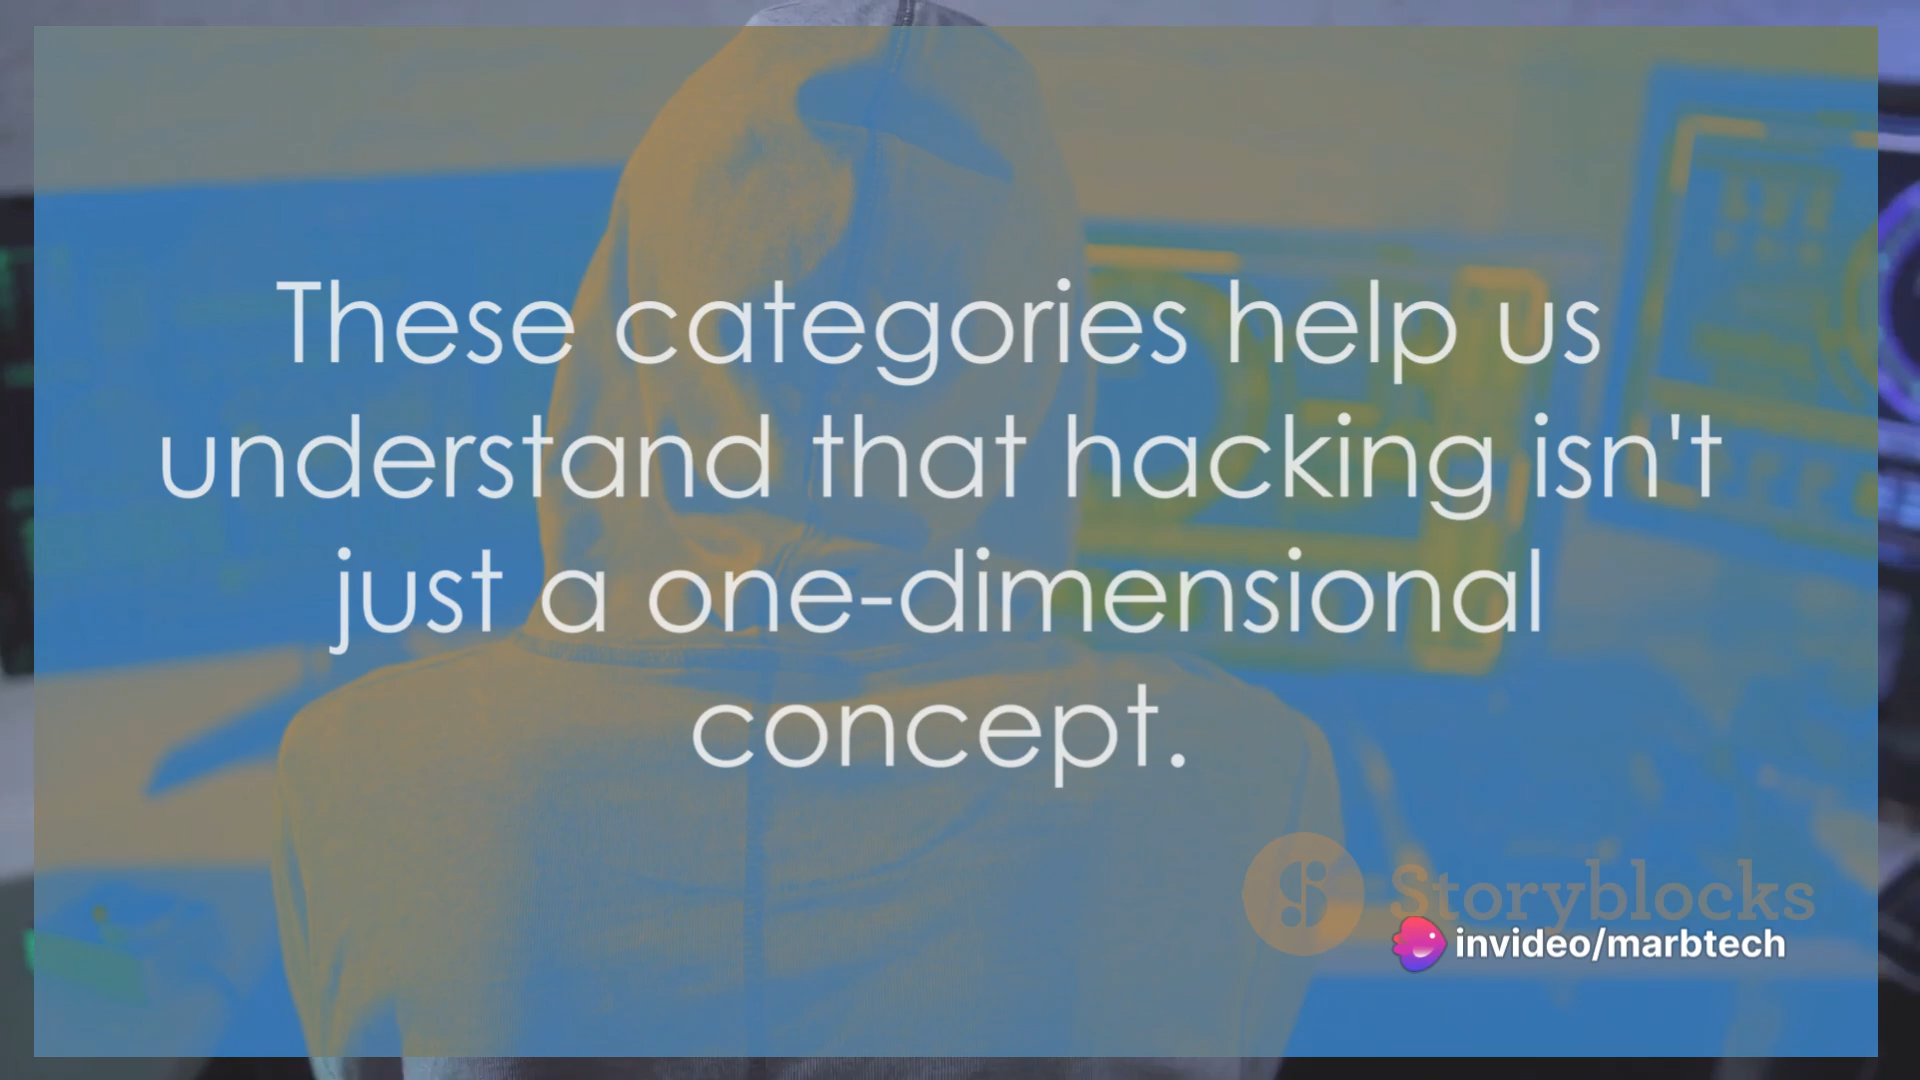 These categories help us
understand that hacking isn't
just a one-dimensional
concept.
Storyblocks
invideo/marbtech